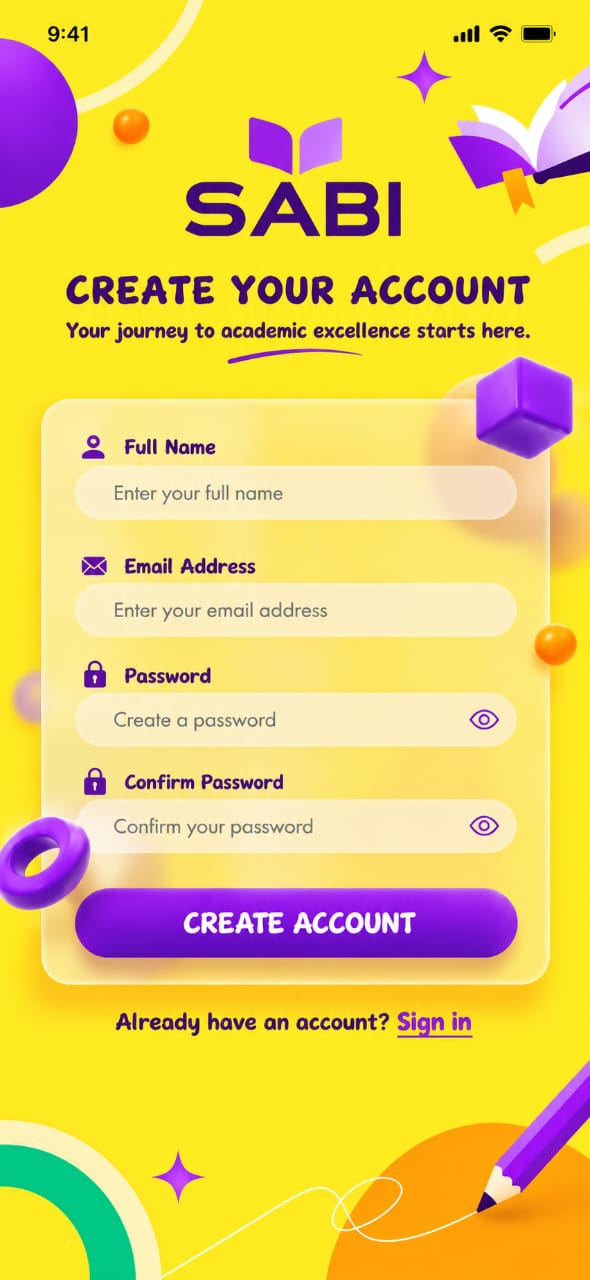 9:41
SABI
CREATE YOUR ACCOUNT
Your journey to academic excellence starts here.
Full Name
Enter your full name
Email Address
Enter your email address
Password
Create a password
Confirm Password
Confirm your password
CREATE ACCOUNT
Already have an account? Sign in